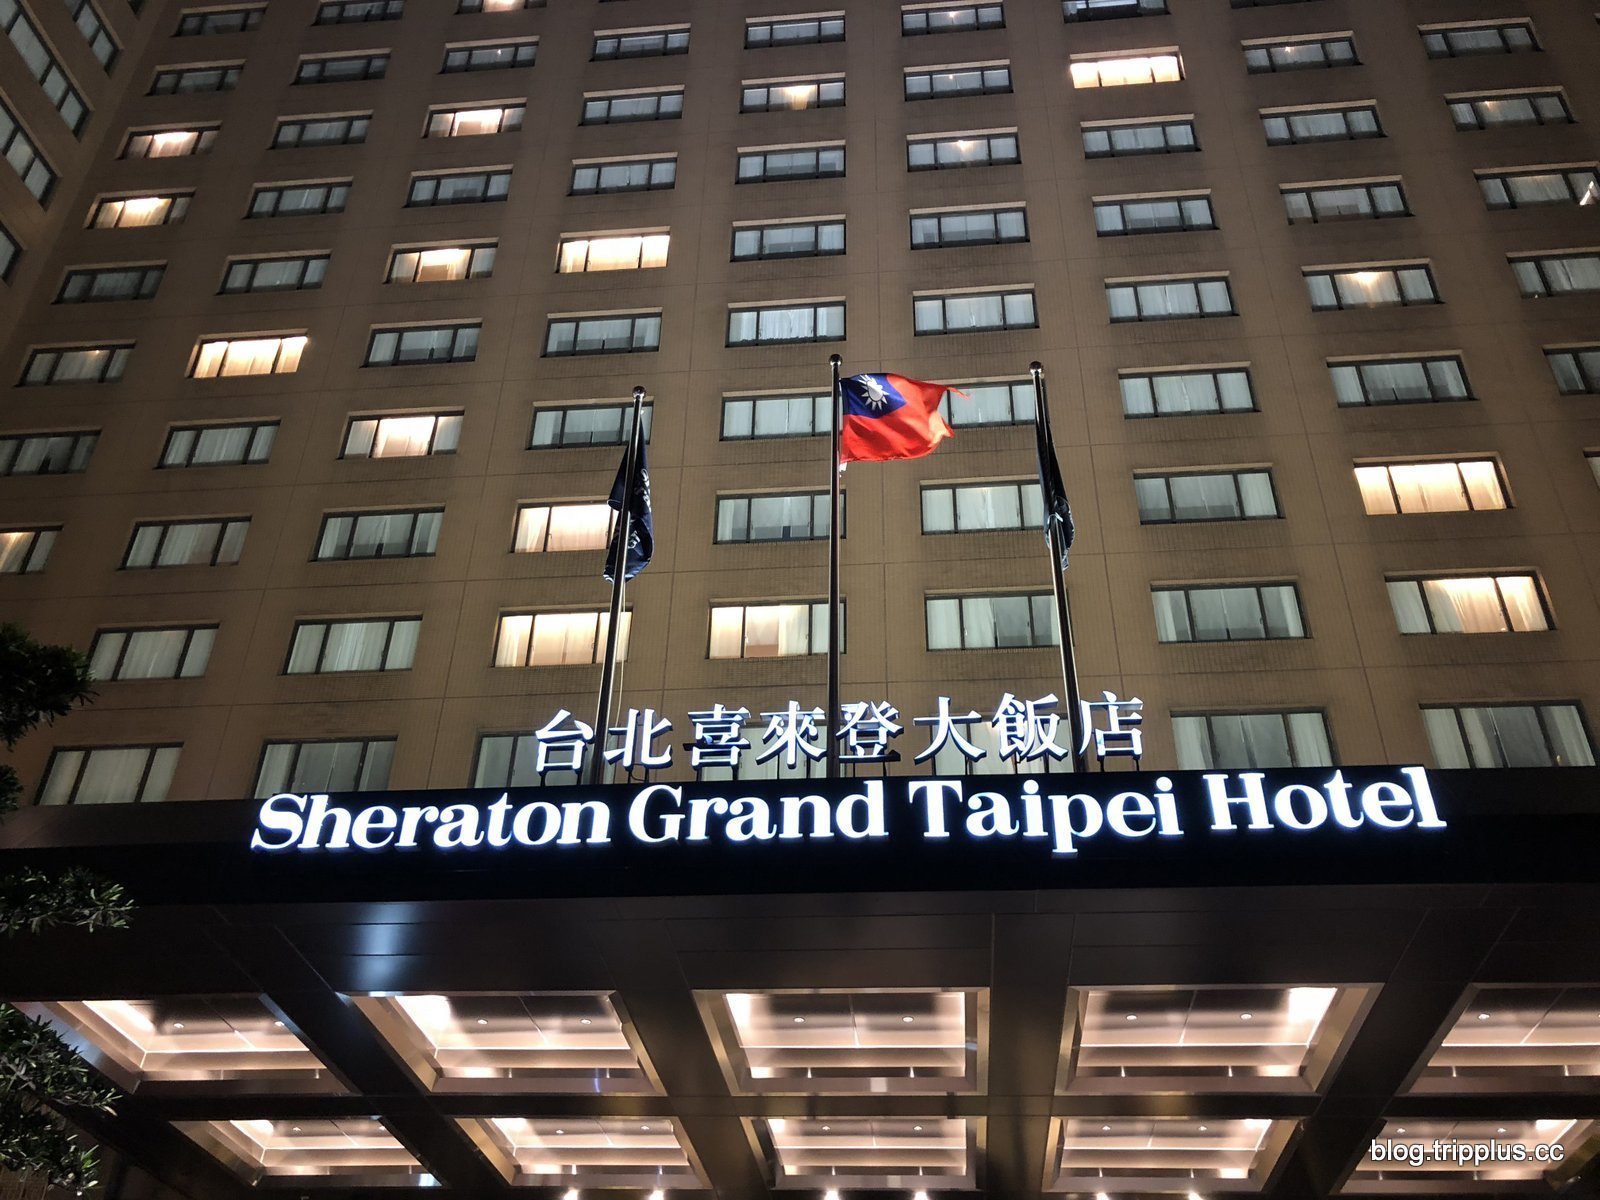 台北喜來登大飯店
Sheraton Grand Taipei Hotel
blog.tripplus.cc